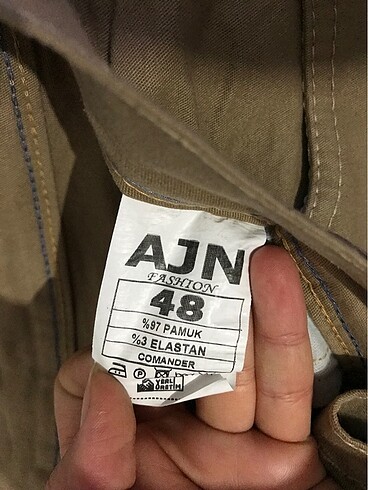 AJN
FASHION
48
%97 PAMUK
%3 ELASTAN
COMANDER
P
YERLİ
ÜRETİM